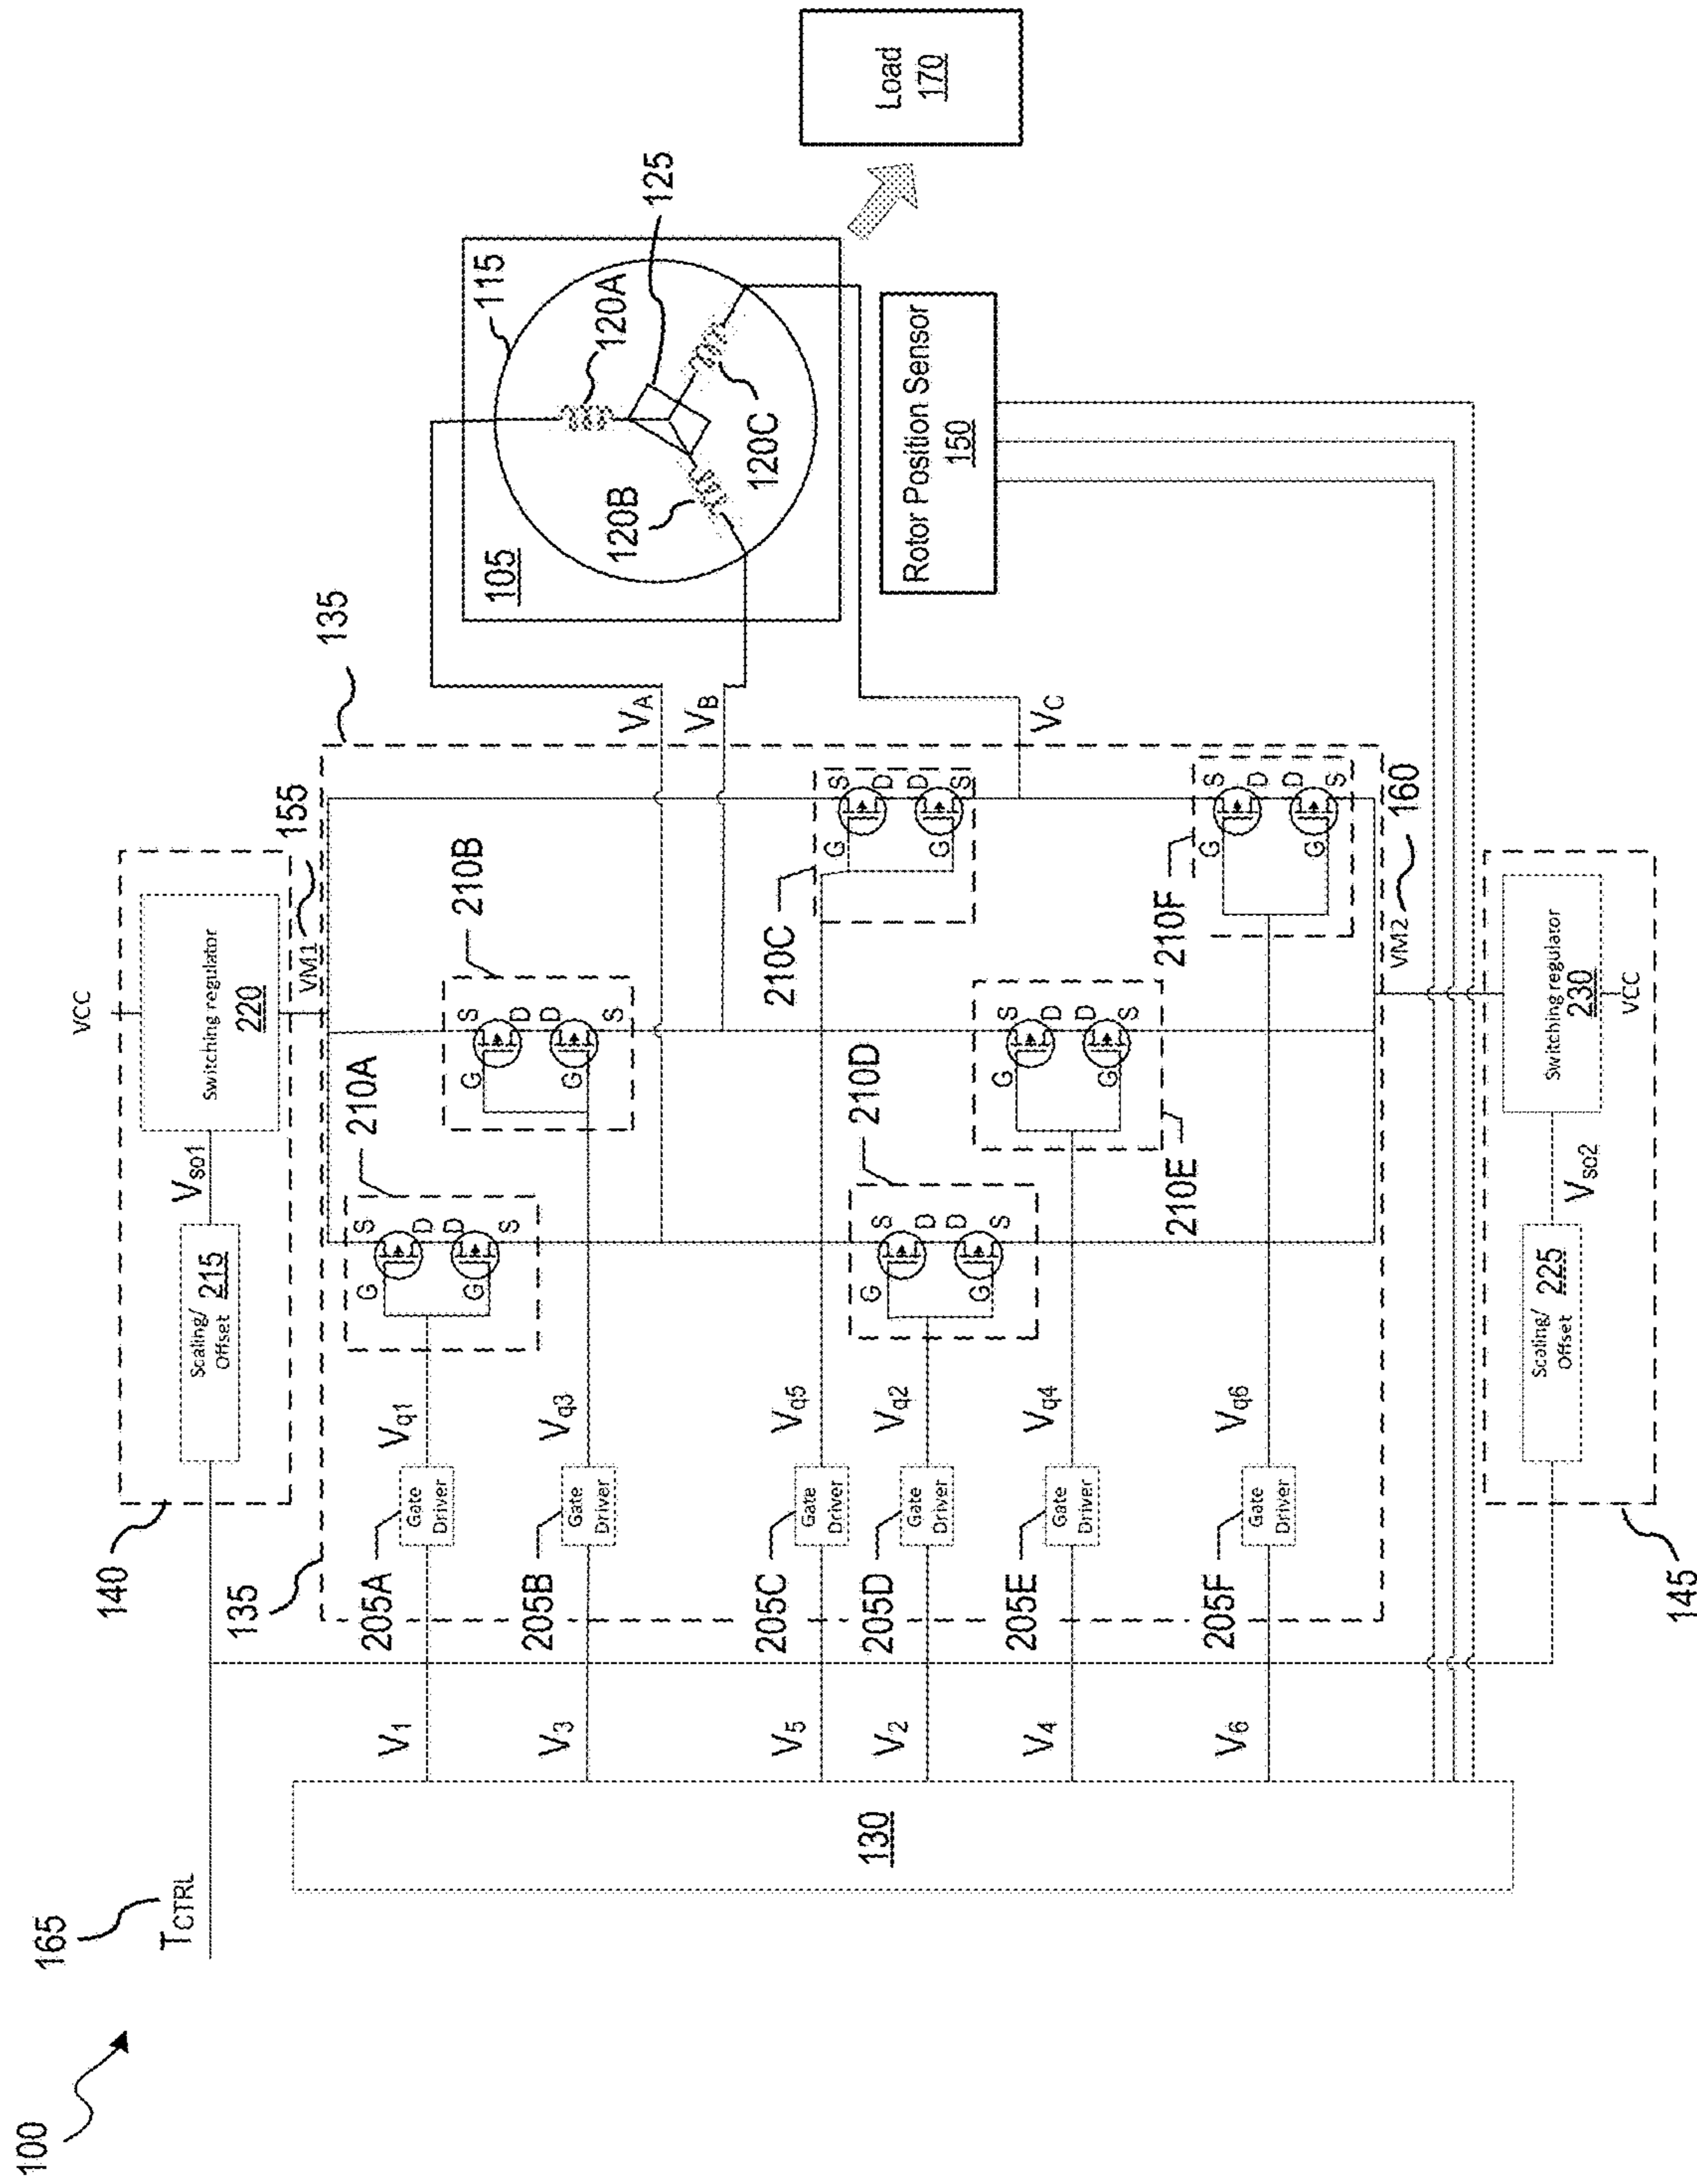 100
165
TCTRL
140
Scaling/
Offset
215
Vso1
Switching regulator
220
VCC
VM1
155
135
135
130
V1
V3
V5
V2
V4
V6
205A
205B
205C
205D
205E
205F
Gate
Driver
Gate
Driver
Gate
Driver
Gate
Driver
Gate
Driver
Gate
Driver
Vq1
Vq3
Vq5
Vq2
Vq4
Vq6
210A
G
G
S
D
D
S
210B
G
G
S
D
D
S
210C
G
G
S
D
D
S
210D
G
G
S
D
D
S
210E
G
G
S
D
D
S
210F
G
G
S
D
D
S
VA
VB
VC
105
115
120A
120B
120C
125
Load
170
Rotor Position Sensor
150
VM2
160
145
Scaling/
Offset
225
Vso2
Switching regulator
230
VCC